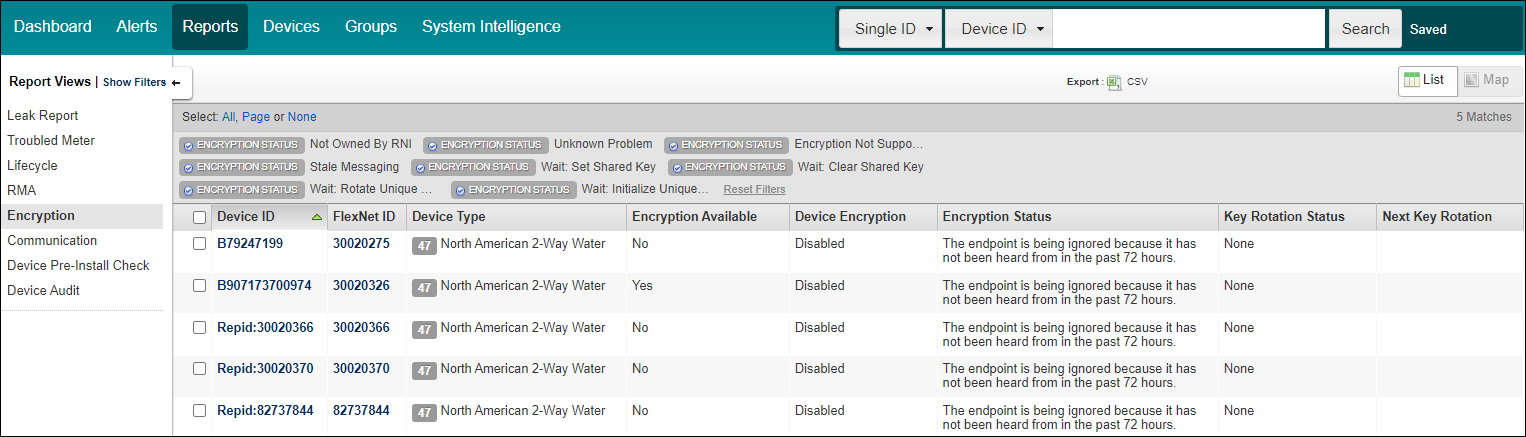 Dashboard Alerts Reports Devices Groups System Intelligence Single ID Device ID Search Saved
Report Views | Show Filters
Export : CSV List Map
Leak Report
Troubled Meter
Lifecycle
RMA
Encryption
Communication
Device Pre-Install Check
Device Audit
Select: All, Page or None 5 Matches
ENCRYPTION STATUS Not Owned By RNI ENCRYPTION STATUS Unknown Problem ENCRYPTION STATUS Encryption Not Suppo…
ENCRYPTION STATUS Stale Messaging ENCRYPTION STATUS Wait: Set Shared Key ENCRYPTION STATUS Wait: Clear Shared Key
ENCRYPTION STATUS Wait: Rotate Unique … ENCRYPTION STATUS Wait: Initialize Unique… Reset Filters
Device ID FlexNet ID Device Type Encryption Available Device Encryption Encryption Status Key Rotation Status Next Key Rotation
B79247199 30020275 47 North American 2-Way Water No Disabled The endpoint is being ignored because it has None
not been heard from in the past 72 hours.
B907173700974 30020326 47 North American 2-Way Water Yes Disabled The endpoint is being ignored because it has None
not been heard from in the past 72 hours.
Repid:30020366 30020366 47 North American 2-Way Water No Disabled The endpoint is being ignored because it has None
not been heard from in the past 72 hours.
Repid:30020370 30020370 47 North American 2-Way Water No Disabled The endpoint is being ignored because it has None
not been heard from in the past 72 hours.
Repid:82737844 82737844 47 North American 2-Way Water No Disabled The endpoint is being ignored because it has None
not been heard from in the past 72 hours.